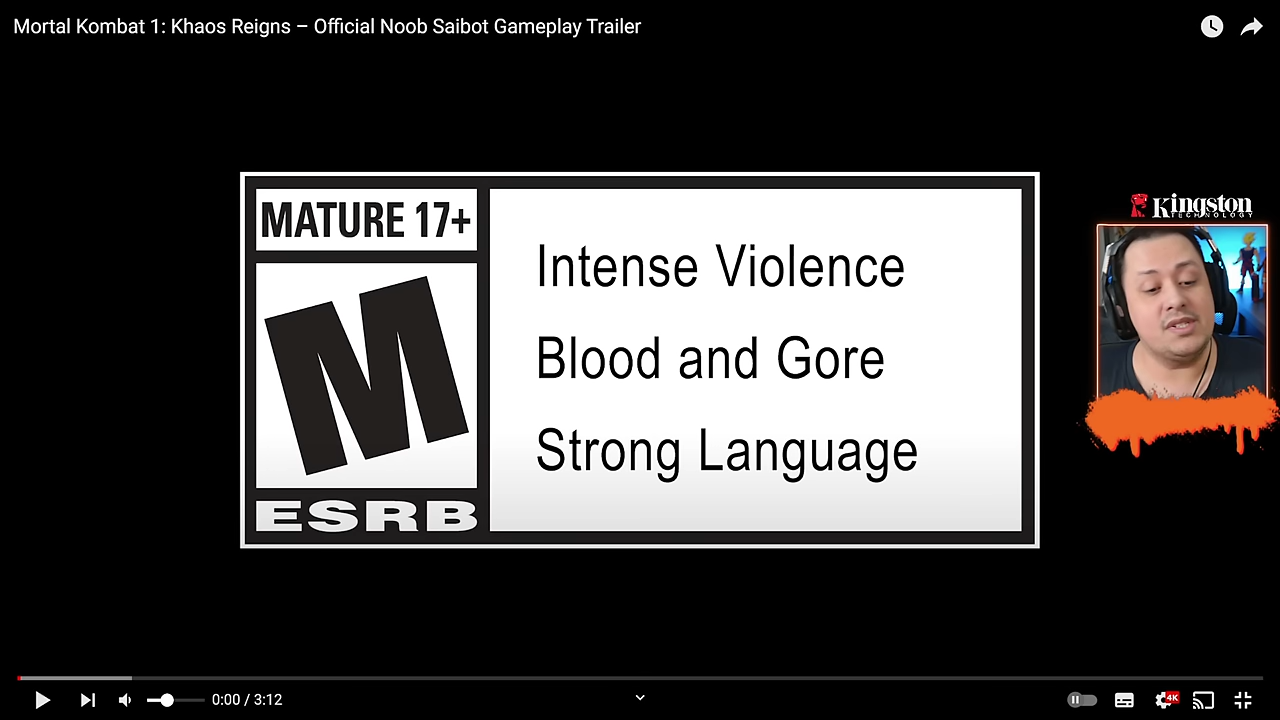 Mortal Kombat 1: Khaos Reigns – Official Noob Saibot Gameplay Trailer
MATURE 17+
M
ESRB
Intense Violence
Blood and Gore
Strong Language
Kingston
TECHNOLOGY
0:00 / 3:12
4K